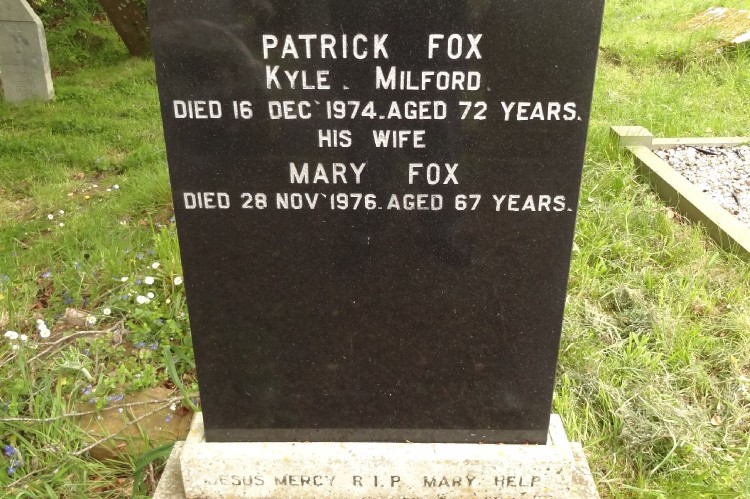 PATRICK FOX
KYLE. MILFORD.
DIED 16 DEC' 1974. AGED 72 YEARS.
HIS WIFE
MARY FOX
DIED 28 NOV' 1976. AGED 67 YEARS.
JESUS MERCY R.I.P. MARY HELP